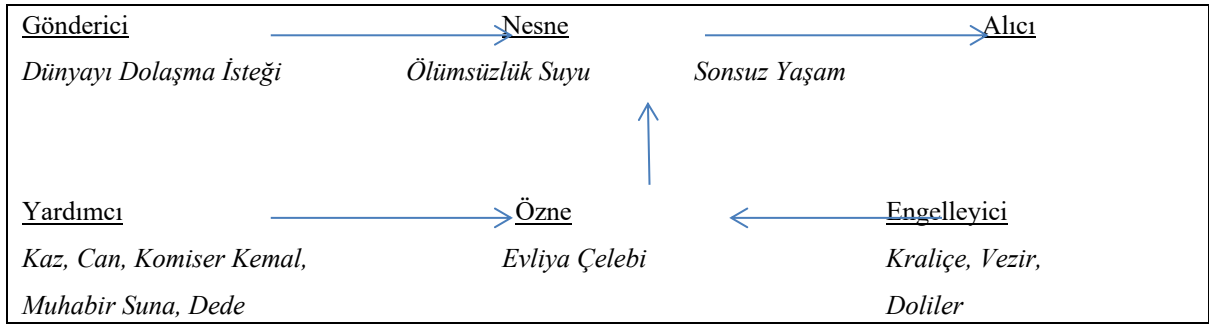 Gönderici Nesne Alıcı
Dünyayı Dolaşma İsteği Ölümsüzlük Suyu Sonsuz Yaşam
Yardımcı Özne Engelleyici
Kaz, Can, Komiser Kemal, Evliya Çelebi Kraliçe, Vezir,
Muhabir Suna, Dede Doliler